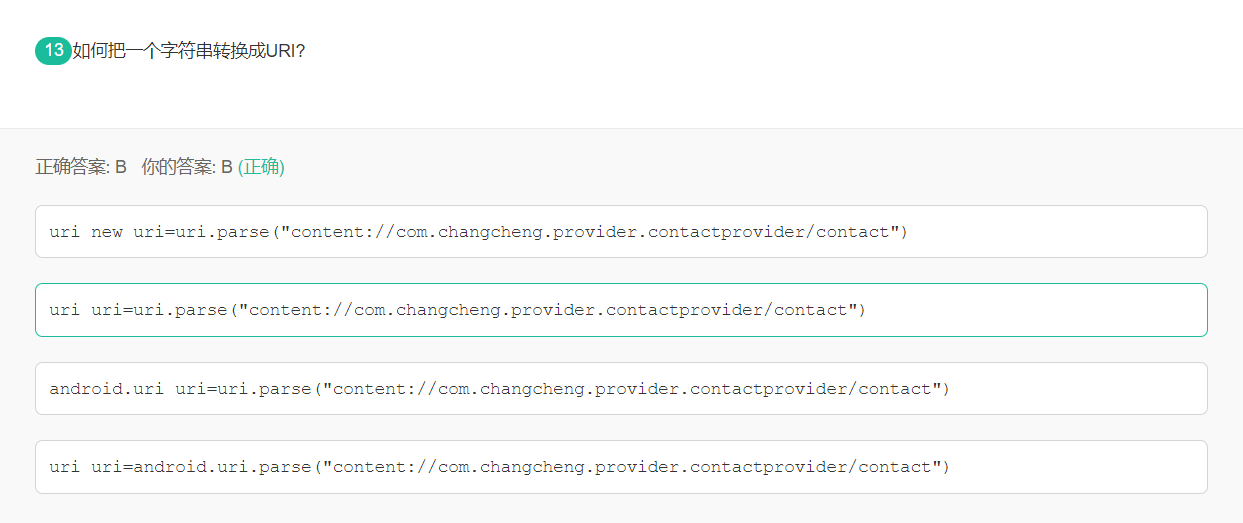 13 如何把一个字符串转换成URI?
正确答案: B 你的答案: B (正确)
uri new uri=uri.parse("content://com.changcheng.provider.contactprovider/contact")
uri uri=uri.parse("content://com.changcheng.provider.contactprovider/contact")
android.uri uri=uri.parse("content://com.changcheng.provider.contactprovider/contact")
uri uri=android.uri.parse("content://com.changcheng.provider.contactprovider/contact")